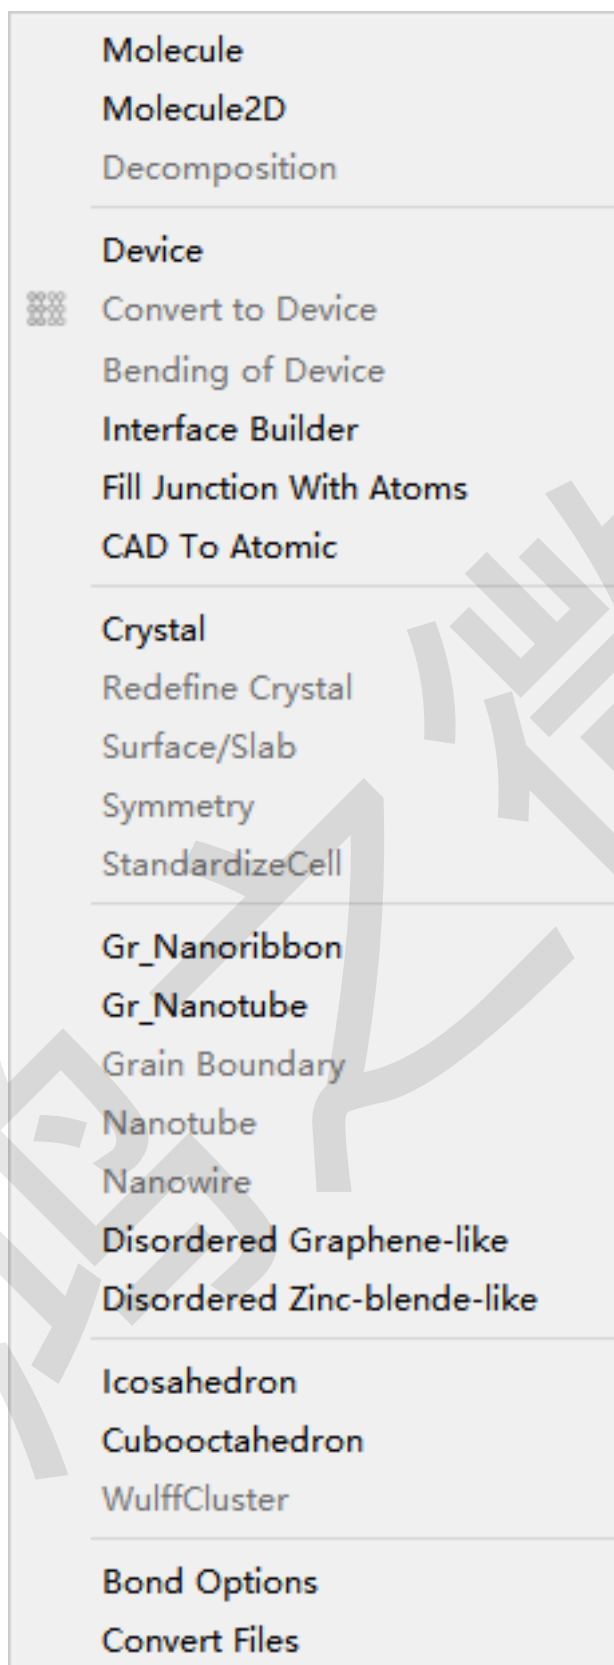 Molecule
Molecule2D
Decomposition
Device
Convert to Device
Bending of Device
Interface Builder
Fill Junction With Atoms
CAD To Atomic
Crystal
Redefine Crystal
Surface/Slab
Symmetry
StandardizeCell
Gr_Nanoribbon
Gr_Nanotube
Grain Boundary
Nanotube
Nanowire
Disordered Graphene-like
Disordered Zinc-blende-like
Icosahedron
Cubooctahedron
WulffCluster
Bond Options
Convert Files